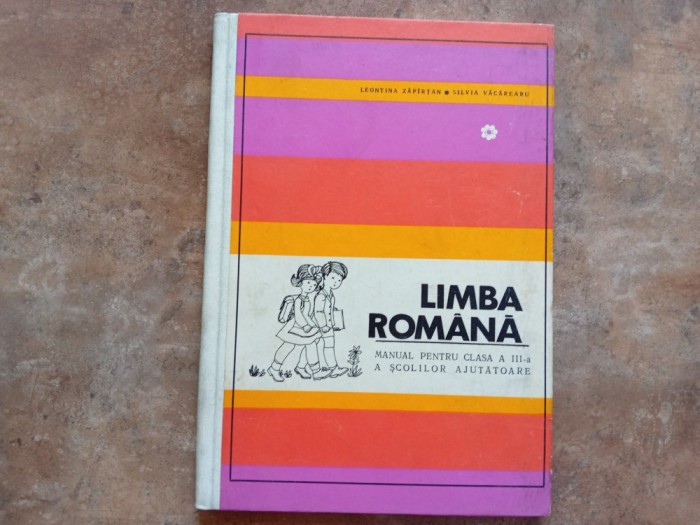 LEONTINA ZĂPÎRȚAN ● SILVIA VĂCĂREANU
LIMBA
ROMÂNĂ
MANUAL PENTRU CLASA A III-a
A ȘCOLILOR AJUTĂTOARE